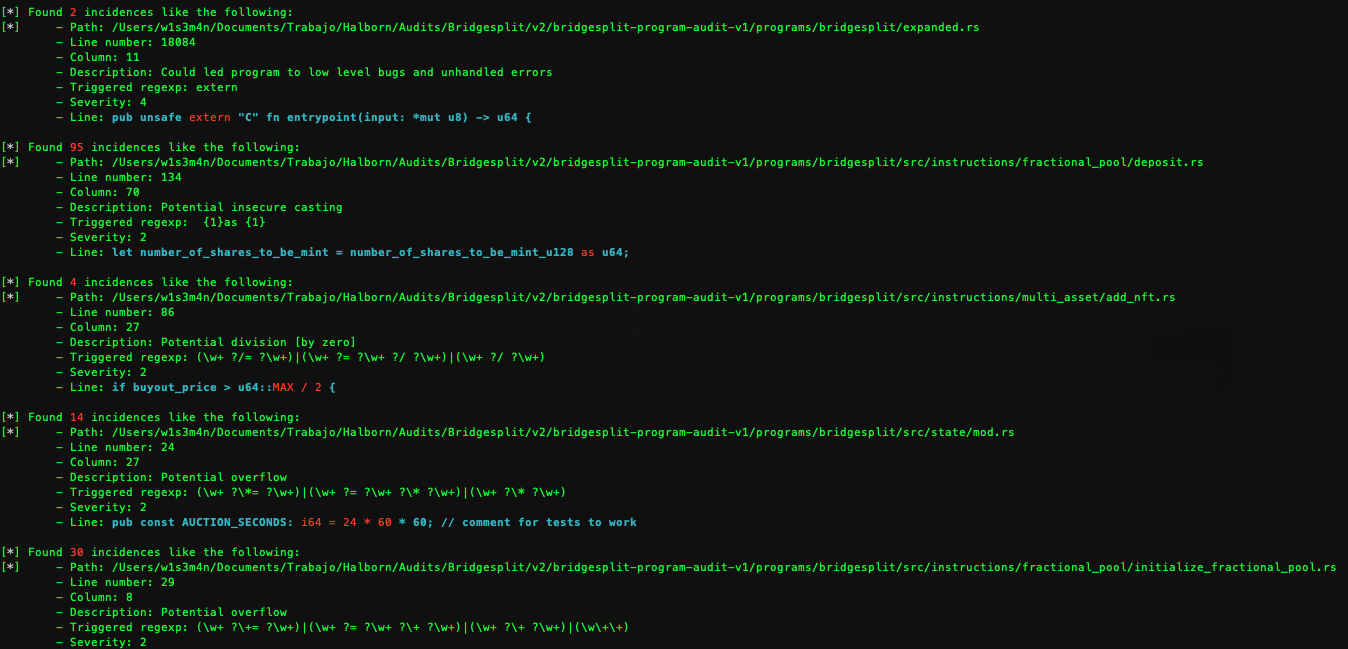 [*] Found 2 incidences like the following:
[*] - Path: /Users/w1s3m4n/Documents/Trabajo/Halborn/Audits/Bridgesplit/v2/bridgesplit-program-audit-v1/programs/bridgesplit/expanded.rs
- Line number: 18084
- Column: 11
- Description: Could led program to low level bugs and unhandled errors
- Triggered regexp: extern
- Severity: 4
- Line: pub unsafe extern "C" fn entrypoint(input: *mut u8) -> u64 {
[*] Found 95 incidences like the following:
[*] - Path: /Users/w1s3m4n/Documents/Trabajo/Halborn/Audits/Bridgesplit/v2/bridgesplit-program-audit-v1/programs/bridgesplit/src/instructions/fractional_pool/deposit.rs
- Line number: 134
- Column: 70
- Description: Potential insecure casting
- Triggered regexp:  {1}as {1}
- Severity: 2
- Line: let number_of_shares_to_be_mint = number_of_shares_to_be_mint_u128 as u64;
[*] Found 4 incidences like the following:
[*] - Path: /Users/w1s3m4n/Documents/Trabajo/Halborn/Audits/Bridgesplit/v2/bridgesplit-program-audit-v1/programs/bridgesplit/src/instructions/multi_asset/add_nft.rs
- Line number: 86
- Column: 27
- Description: Potential division [by zero]
- Triggered regexp: (\w+ ?/= ?\w+)|(\w+ ?= ?\w+ ?/ ?\w+)|(\w+ ?/ ?\w+)
- Severity: 2
- Line: if buyout_price > u64::MAX / 2 {
[*] Found 14 incidences like the following:
[*] - Path: /Users/w1s3m4n/Documents/Trabajo/Halborn/Audits/Bridgesplit/v2/bridgesplit-program-audit-v1/programs/bridgesplit/src/state/mod.rs
- Line number: 24
- Column: 27
- Description: Potential overflow
- Triggered regexp: (\w+ ?\*= ?\w+)|(\w+ ?= ?\w+ ?\* ?\w+)|(\w+ ?\* ?\w+)
- Severity: 2
- Line: pub const AUCTION_SECONDS: i64 = 24 * 60 * 60; // comment for tests to work
[*] Found 30 incidences like the following:
[*] - Path: /Users/w1s3m4n/Documents/Trabajo/Halborn/Audits/Bridgesplit/v2/bridgesplit-program-audit-v1/programs/bridgesplit/src/instructions/fractional_pool/initialize_fractional_pool.rs
- Line number: 29
- Column: 8
- Description: Potential overflow
- Triggered regexp: (\w+ ?\+= ?\w+)|(\w+ ?= ?\w+ ?\+ ?\w+)|(\w+ ?\+ ?\w+)|(\w\+\+)
- Severity: 2